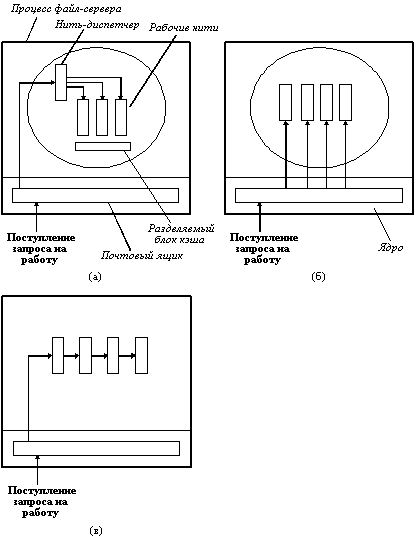 Процесс файл-сервера
Нить-диспетчер
Рабочие нити
Разделяемый
блок кэша
Поступление
запроса на
работу
Почтовый ящик
(а)
Поступление
запроса на
работу
Ядро
(б)
Поступление
запроса на
работу
(в)